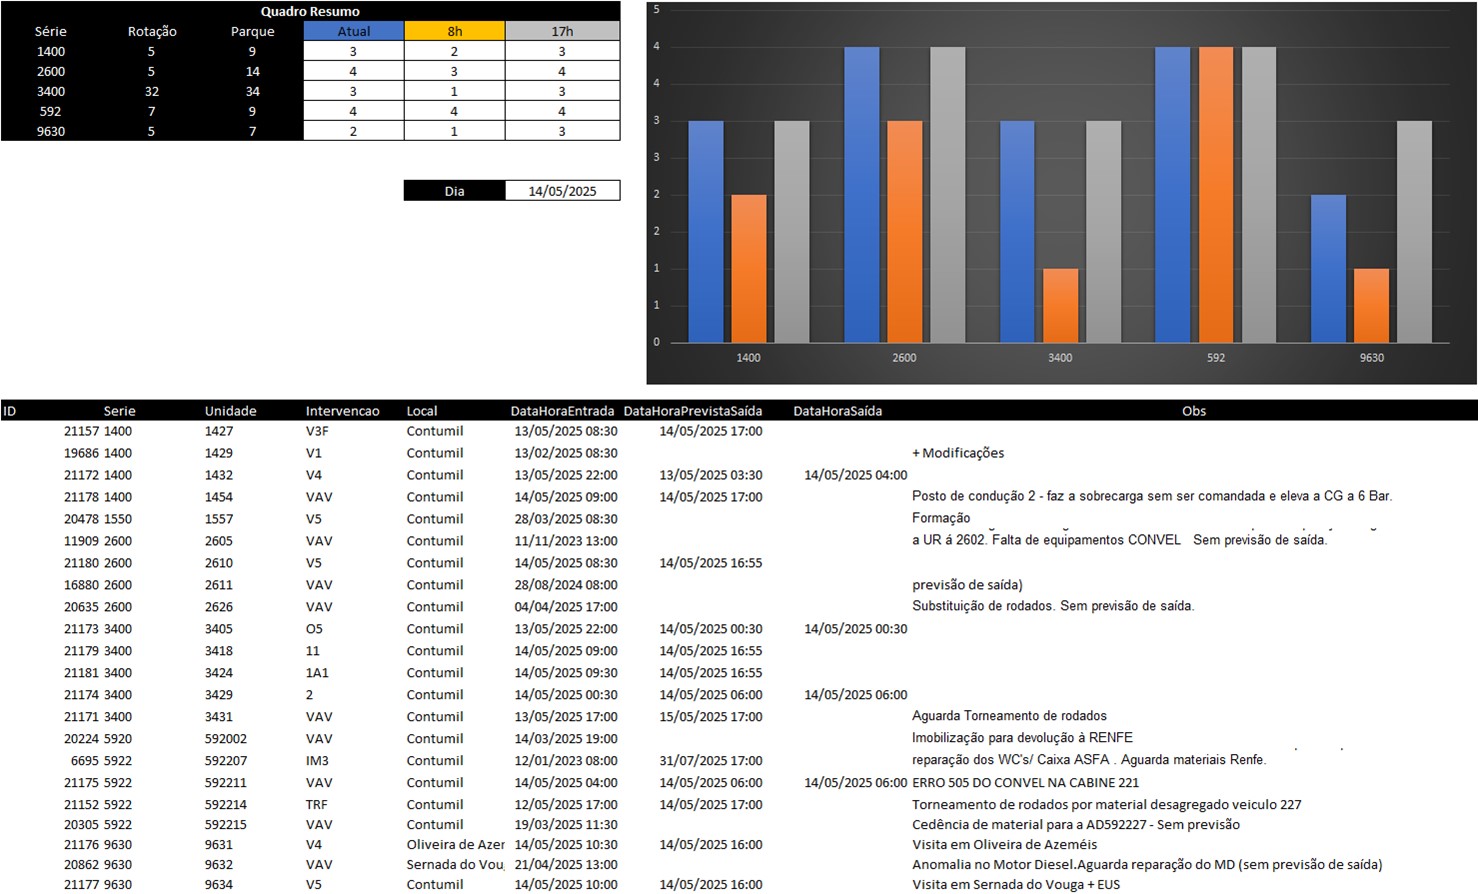 Quadro Resumo
Série Rotação Parque Atual 8h 17h
1400 5 9 3 2 3
2600 5 14 4 3 4
3400 32 34 3 1 3
592 7 9 4 4 4
9630 5 7 2 1 3
Dia 14/05/2025
5
4
4
3
3
2
2
1
1
0
1400 2600 3400 592 9630
ID Serie Unidade Intervencao Local DataHoraEntrada DataHoraPrevistaSaída DataHoraSaída Obs
21157 1400 1427 V3F Contumil 13/05/2025 08:30 14/05/2025 17:00
19686 1400 1429 V1 Contumil 13/02/2025 08:30 + Modificações
21172 1400 1432 V4 Contumil 13/05/2025 22:00 13/05/2025 03:30 14/05/2025 04:00
21178 1400 1454 VAV Contumil 14/05/2025 09:00 14/05/2025 17:00 Posto de condução 2 - faz a sobrecarga sem ser comandada e eleva a CG a 6 Bar.
20478 1550 1557 V5 Contumil 28/03/2025 08:30 Formação
11909 2600 2605 VAV Contumil 11/11/2023 13:00 a UR á 2602. Falta de equipamentos CONVEL Sem previsão de saída.
21180 2600 2610 V5 Contumil 14/05/2025 08:30 14/05/2025 16:55
16880 2600 2611 VAV Contumil 28/08/2024 08:00 previsão de saída)
20635 2600 2626 VAV Contumil 04/04/2025 17:00 Substituição de rodados. Sem previsão de saída.
21173 3400 3405 O5 Contumil 13/05/2025 22:00 14/05/2025 00:30 14/05/2025 00:30
21179 3400 3418 11 Contumil 14/05/2025 09:00 14/05/2025 16:55
21181 3400 3424 1A1 Contumil 14/05/2025 09:30 14/05/2025 16:55
21174 3400 3429 2 Contumil 14/05/2025 00:30 14/05/2025 06:00 14/05/2025 06:00
21171 3400 3431 VAV Contumil 13/05/2025 17:00 15/05/2025 17:00 Aguarda Torneamento de rodados
20224 5920 592002 VAV Contumil 14/03/2025 19:00 Imobilização para devolução à RENFE
6695 5922 592207 IM3 Contumil 12/01/2023 08:00 31/07/2025 17:00 reparação dos WC's/ Caixa ASFA . Aguarda materiais Renfe.
21175 5922 592211 VAV Contumil 14/05/2025 04:00 14/05/2025 06:00 14/05/2025 06:00 ERRO 505 DO CONVEL NA CABINE 221
21152 5922 592214 TRF Contumil 12/05/2025 17:00 14/05/2025 17:00 Torneamento de rodados por material desagregado veiculo 227
20305 5922 592215 VAV Contumil 19/03/2025 11:30 Cedência de material para a AD592227 - Sem previsão
21176 9630 9631 V4 Oliveira de Azer 14/05/2025 10:30 14/05/2025 16:00 Visita em Oliveira de Azeméis
20862 9630 9632 VAV Sernada do Vou 21/04/2025 13:00 Anomalia no Motor Diesel.Aguarda reparação do MD (sem previsão de saída)
21177 9630 9634 V5 Contumil 14/05/2025 10:00 14/05/2025 16:00 Visita em Sernada do Vouga + EUS